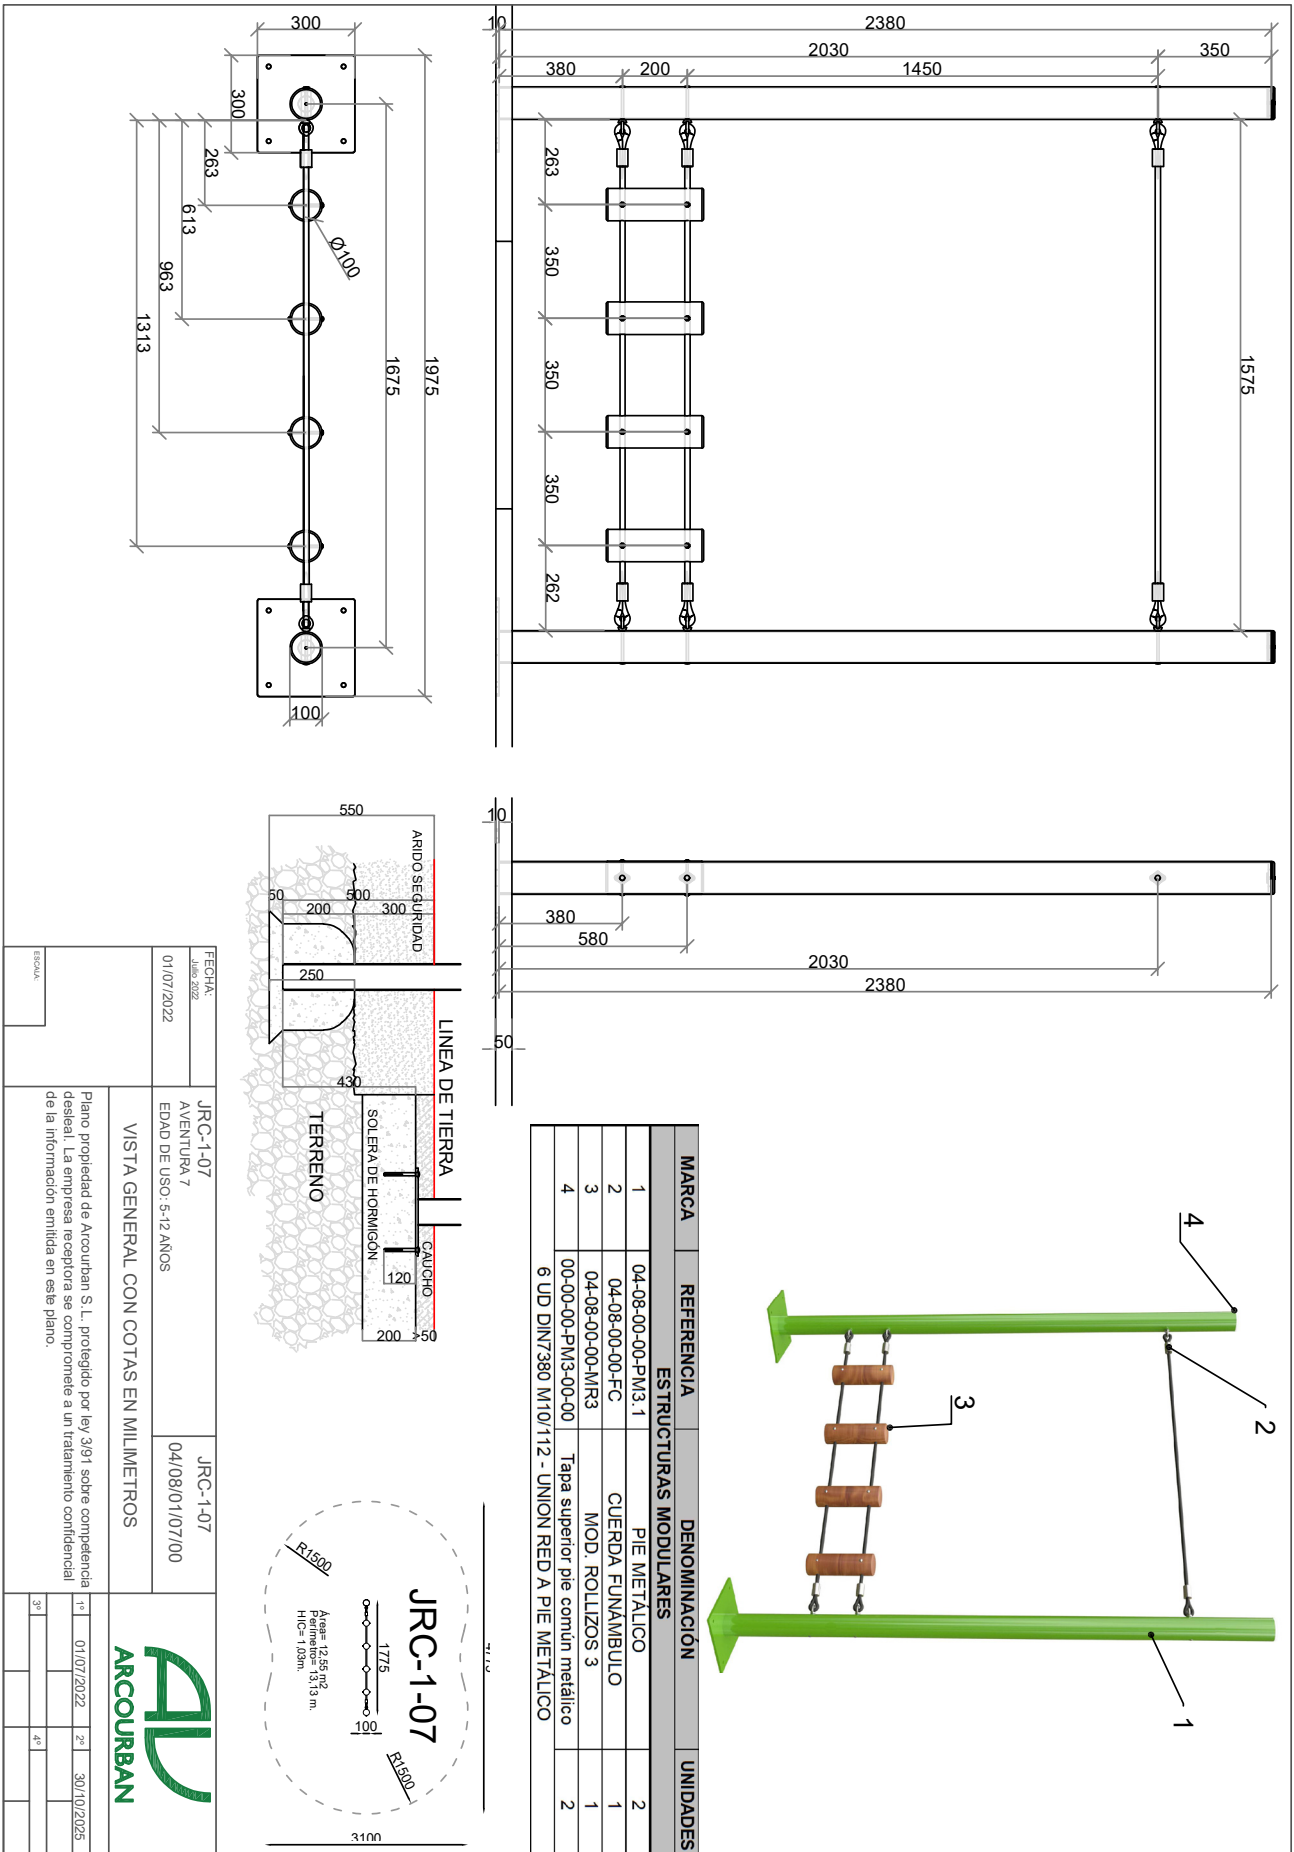 300
300
263
613
963
1313
Ø100
1675
1975
100
10
2380
2030
350
380
200
1450
263
350
350
350
262
1575
10
380
580
2030
2380
50
550
ARIDO SEGURIDAD
50
500
200
300
250
430
LINEA DE TIERRA
TERRENO
SOLERA DE HORMIGÓN
CAUCHO
120
200
>50
4
2
3
1
MARCA REFERENCIA DENOMINACIÓN UNIDADES
ESTRUCTURAS MODULARES
1 04-08-00-00-PM3.1 PIE METÁLICO 2
2 04-08-00-00-FC CUERDA FUNÁMBULO 1
3 04-08-00-00-MR3 MOD. ROLLIZOS 3 1
4 00-00-00-PM3-00-00 Tapa superior pie común metálico 2
6 UD DIN7380 M10/112 - UNION RED A PIE METÁLICO
JRC-1-07
R1500
R1500
1775
100
Área= 12,55 m2
Perímetro= 13,13 m.
HIC= 1,03m.
3100
FECHA:
Julio 2022
01/07/2022
ESCALA:
JRC-1-07
AVENTURA 7
EDAD DE USO: 5-12 AÑOS
JRC-1-07
04/08/01/07/00
VISTA GENERAL CON COTAS EN MILIMETROS
Plano propiedad de Arcourban S.L. protegido por ley 3/91 sobre competencia
desleal. La empresa receptora se compromete a un tratamiento confidencial
de la información emitida en este plano.
ARCOURBAN
1º 01/07/2022 2º 30/10/2025
3º 4º